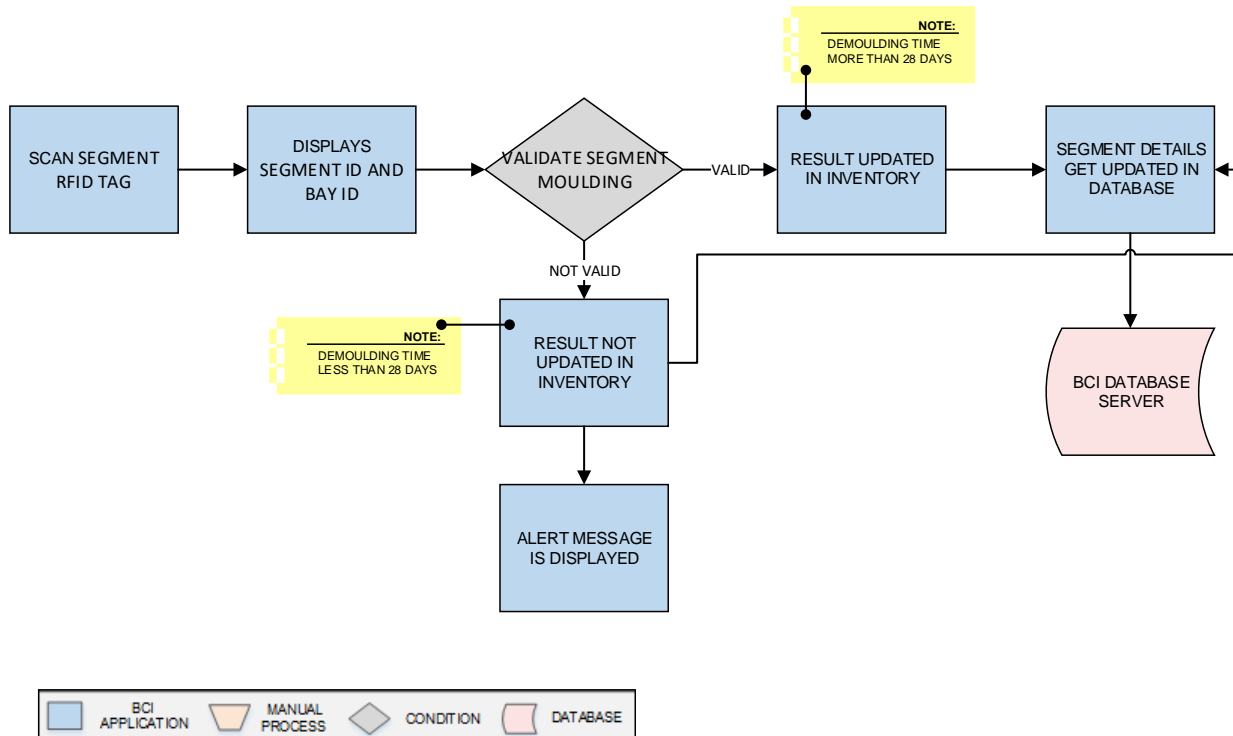 NOTE:
DEMOULDING TIME
MORE THAN 28 DAYS
SCAN SEGMENT
RFID TAG
DISPLAYS
SEGMENT ID AND
BAY ID
VALIDATE SEGMENT
MOULDING
VALID
RESULT UPDATED
IN INVENTORY
SEGMENT DETAILS
GET UPDATED IN
DATABASE
NOT VALID
NOTE:
DEMOULDING TIME
LESS THAN 28 DAYS
RESULT NOT
UPDATED IN
INVENTORY
BCI DATABASE
SERVER
ALERT MESSAGE
IS DISPLAYED
BCI
APPLICATION
MANUAL
PROCESS
CONDITION
DATABASE